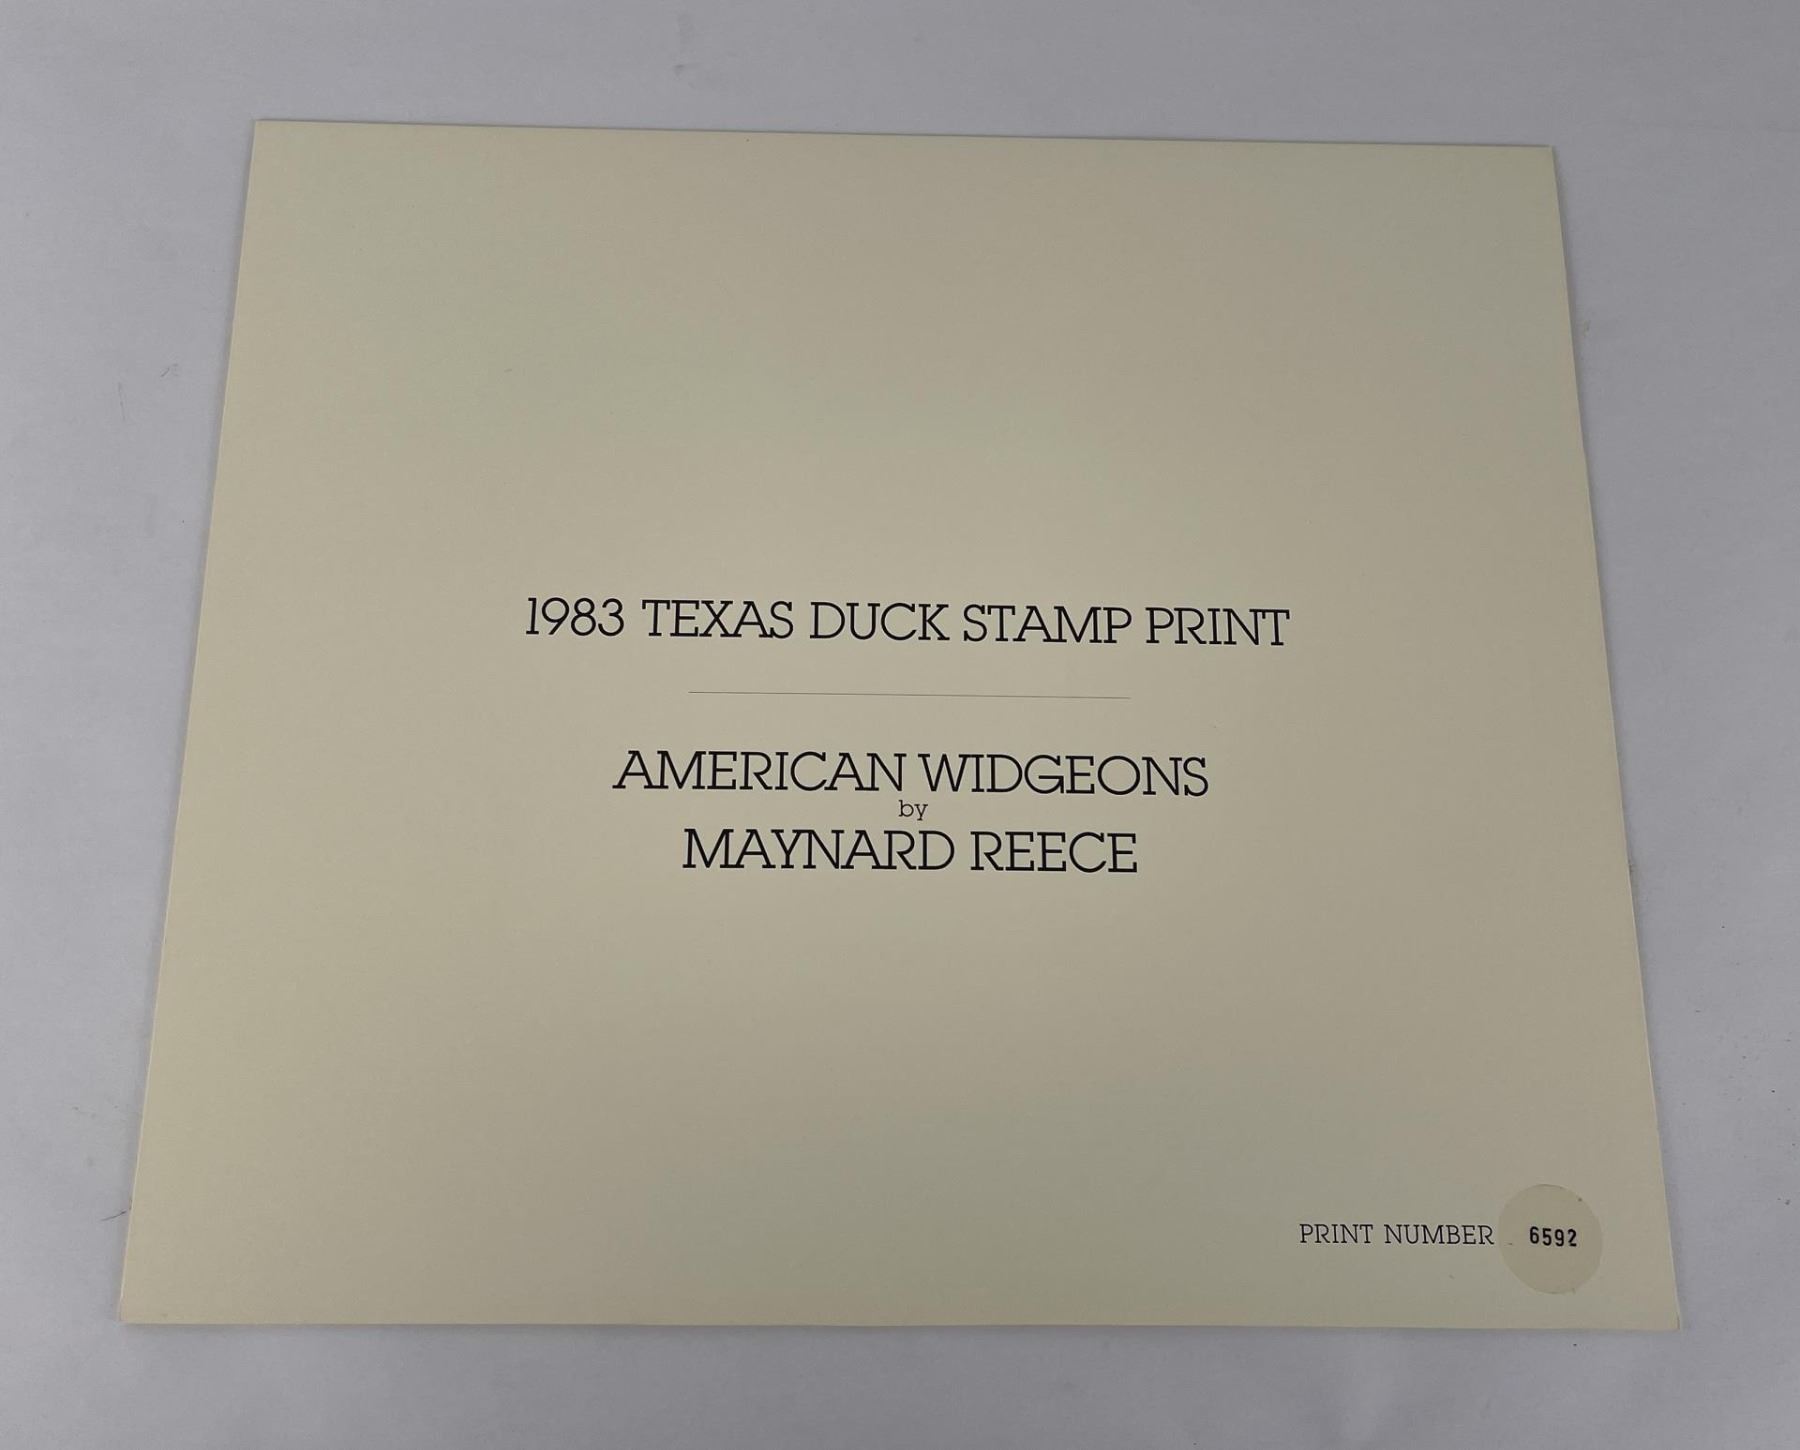 1983 TEXAS DUCK STAMP PRINT
AMERICAN WIDGEONS
by
MAYNARD REECE
PRINT NUMBER 6592